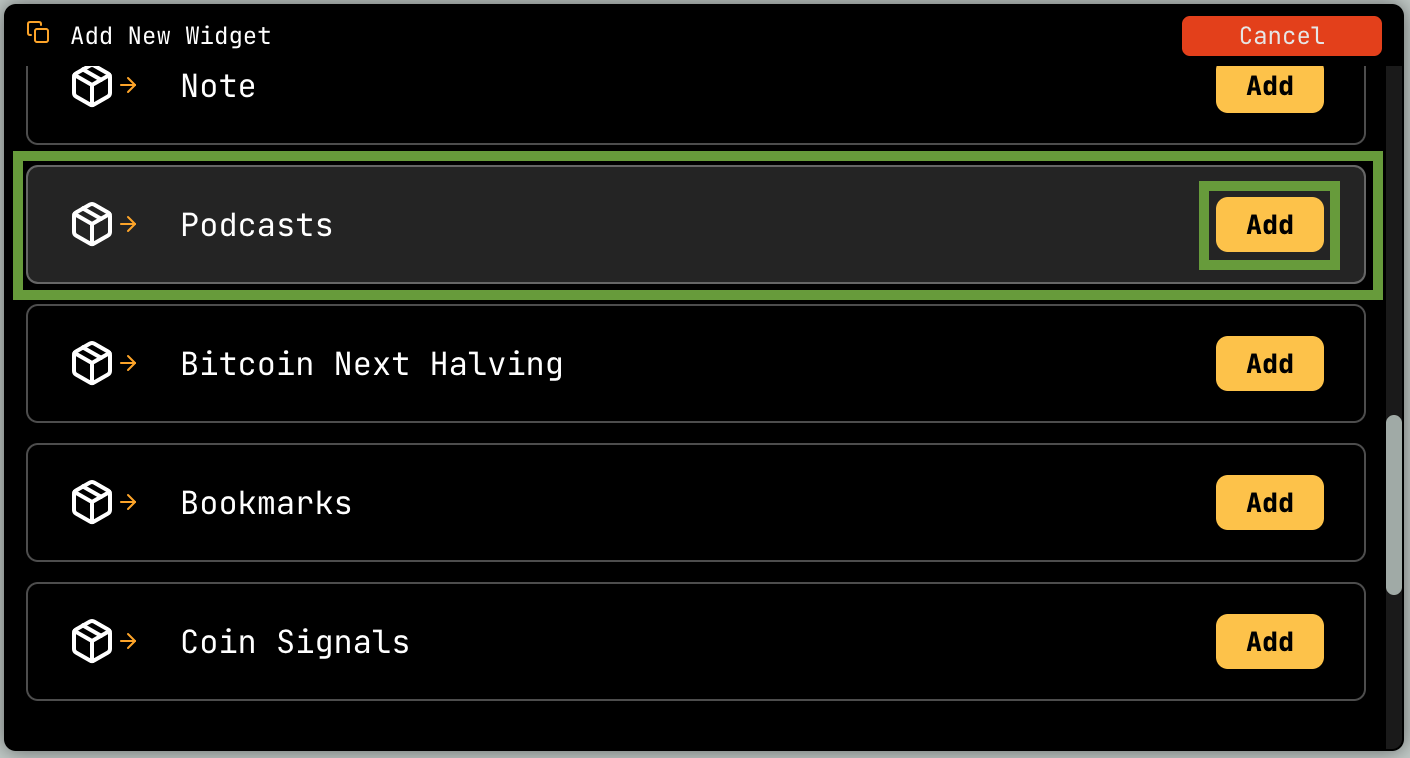 Add New Widget Cancel
Note Add
Podcasts Add
Bitcoin Next Halving Add
Bookmarks Add
Coin Signals Add